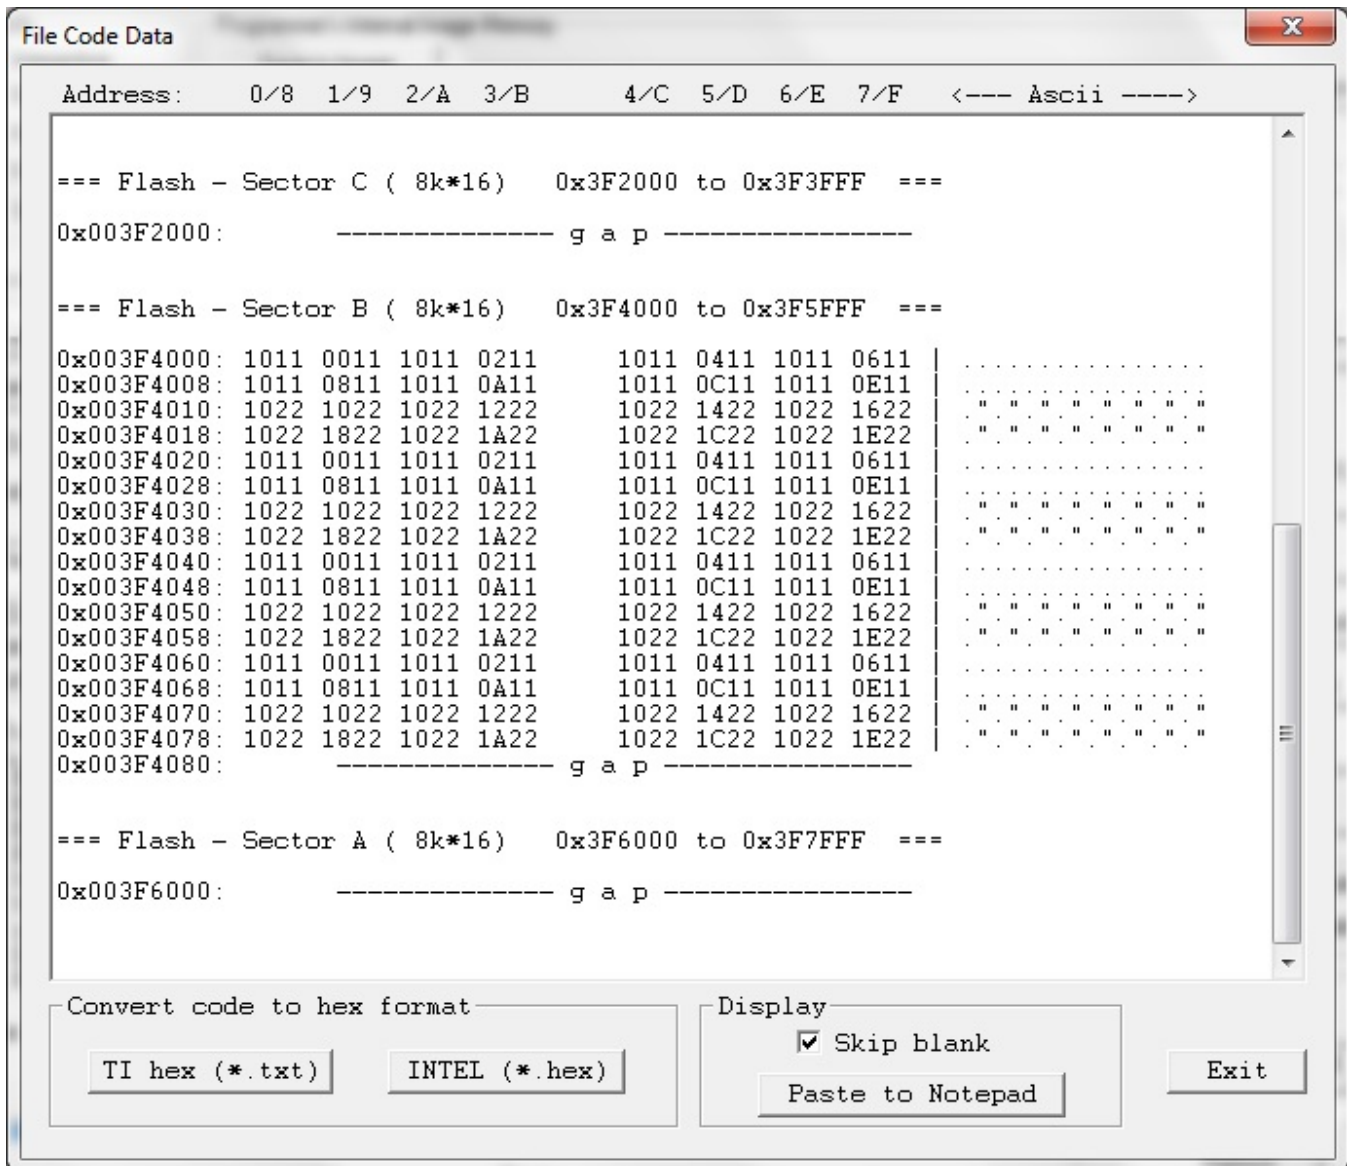 File Code Data
Address: 0/8 1/9 2/A 3/B 4/C 5/D 6/E 7/F <--- Ascii ---->
=== Flash - Sector C ( 8k*16) 0x3F2000 to 0x3F3FFF ===
0x003F2000: -------------- g a p ----------------
=== Flash - Sector B ( 8k*16) 0x3F4000 to 0x3F5FFF ===
0x003F4000: 1011 0011 1011 0211 1011 0411 1011 0611 | ................
0x003F4008: 1011 0811 1011 0A11 1011 0C11 1011 0E11 | ................
0x003F4010: 1022 1022 1022 1222 1022 1422 1022 1622 | ."."."."."."."."
0x003F4018: 1022 1822 1022 1A22 1022 1C22 1022 1E22 | ."."."."."."."."
0x003F4020: 1011 0011 1011 0211 1011 0411 1011 0611 | ................
0x003F4028: 1011 0811 1011 0A11 1011 0C11 1011 0E11 | ................
0x003F4030: 1022 1022 1022 1222 1022 1422 1022 1622 | ."."."."."."."."
0x003F4038: 1022 1822 1022 1A22 1022 1C22 1022 1E22 | ."."."."."."."."
0x003F4040: 1011 0011 1011 0211 1011 0411 1011 0611 | ................
0x003F4048: 1011 0811 1011 0A11 1011 0C11 1011 0E11 | ................
0x003F4050: 1022 1022 1022 1222 1022 1422 1022 1622 | ."."."."."."."."
0x003F4058: 1022 1822 1022 1A22 1022 1C22 1022 1E22 | ."."."."."."."."
0x003F4060: 1011 0011 1011 0211 1011 0411 1011 0611 | ................
0x003F4068: 1011 0811 1011 0A11 1011 0C11 1011 0E11 | ................
0x003F4070: 1022 1022 1022 1222 1022 1422 1022 1622 | ."."."."."."."."
0x003F4078: 1022 1822 1022 1A22 1022 1C22 1022 1E22 | ."."."."."."."."
0x003F4080: -------------- g a p ----------------
=== Flash - Sector A ( 8k*16) 0x3F6000 to 0x3F7FFF ===
0x003F6000: -------------- g a p ----------------
Convert code to hex format
TI hex (*.txt)
INTEL (*.hex)
Display
Skip blank
Paste to Notepad
Exit